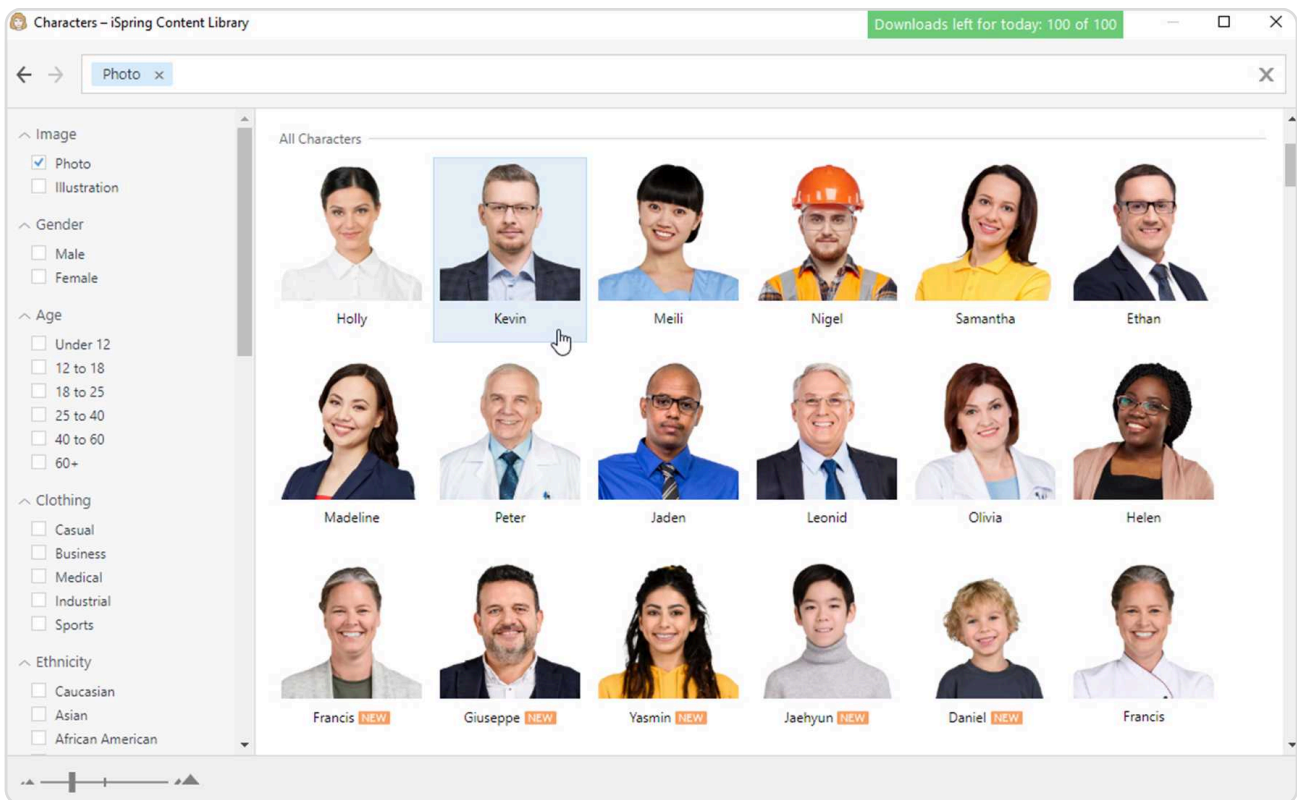 Characters – iSpring Content Library
Downloads left for today: 100 of 100
Photo
All Characters
Image
Photo
Illustration
Gender
Male
Female
Age
Under 12
12 to 18
18 to 25
25 to 40
40 to 60
60+
Clothing
Casual
Business
Medical
Industrial
Sports
Ethnicity
Caucasian
Asian
African American
Holly Kevin Meili Nigel Samantha Ethan
Madeline Peter Jaden Leonid Olivia Helen
Francis NEW Giuseppe NEW Yasmin NEW Jaehyun NEW Daniel NEW Francis